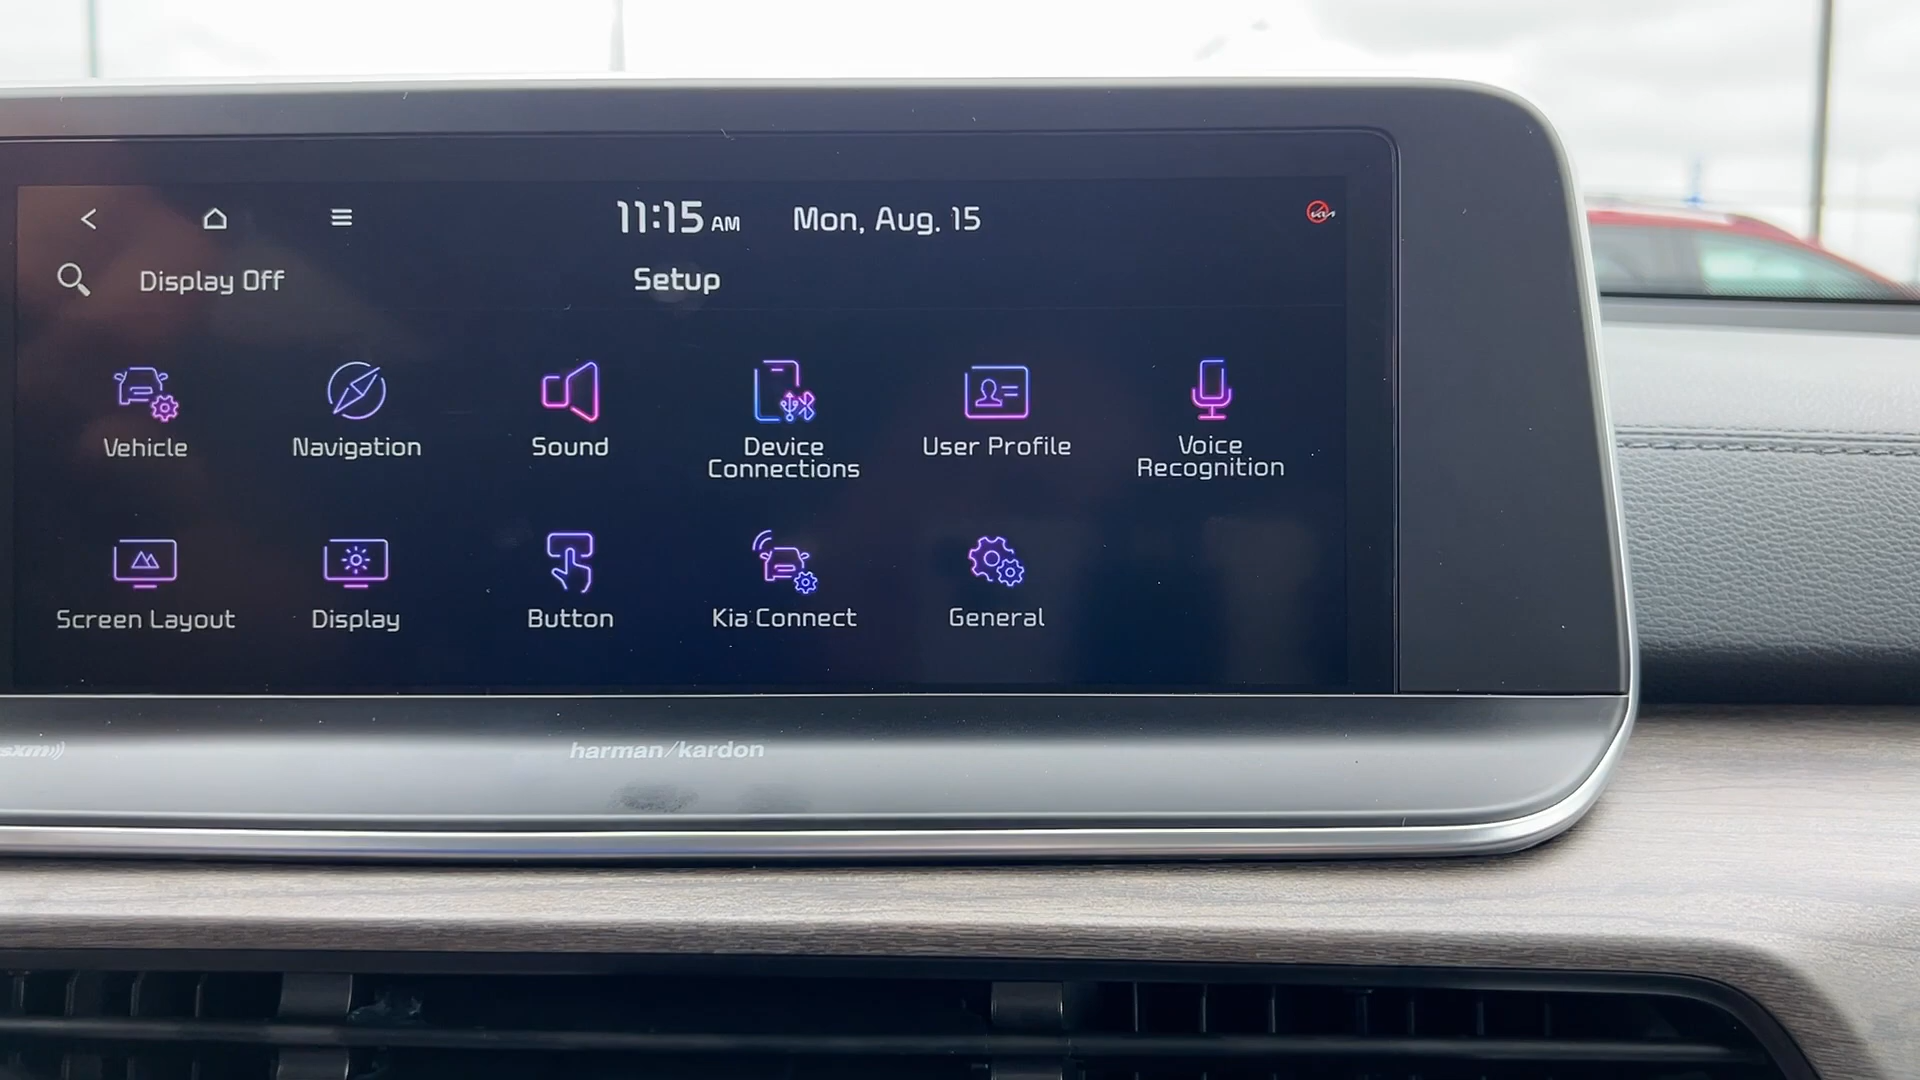 11:15 AM Mon, Aug. 15
Display Off Setup
Vehicle
Navigation
Sound
Device
Connections
User Profile
Voice
Recognition
Screen Layout
Display
Button
Kia Connect
General
sxm harman/kardon